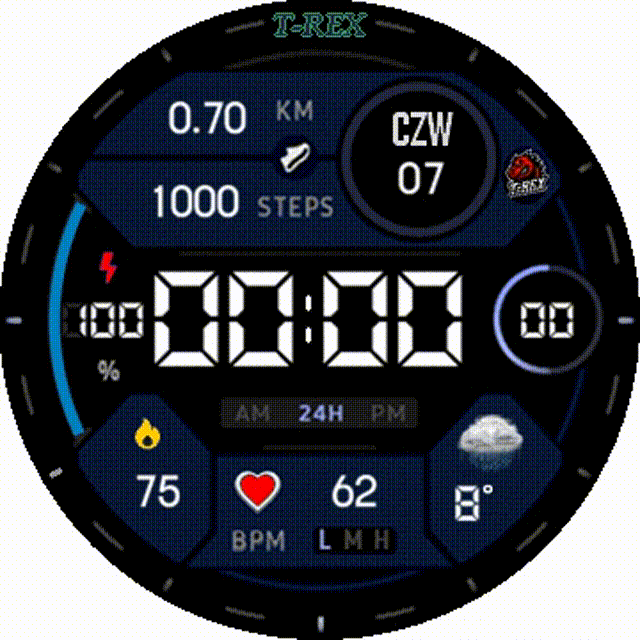 T-REX
0.70 KM
CZW
07
T-REX
1000 STEPS
100
%
00:00
00
AM 24H PM
75
62
BPM L M H
8°